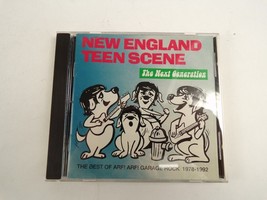 NEW ENGLAND
TEEN SCENE
The Next Generation
THE BEST OF ARF! ARF! GARAGE ROCK 1978-1992